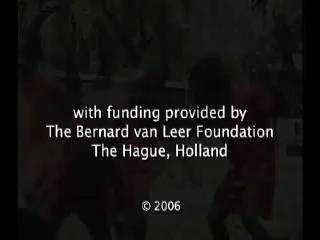 with funding provided by
The Bernard van Leer Foundation
The Hague, Holland
© 2006